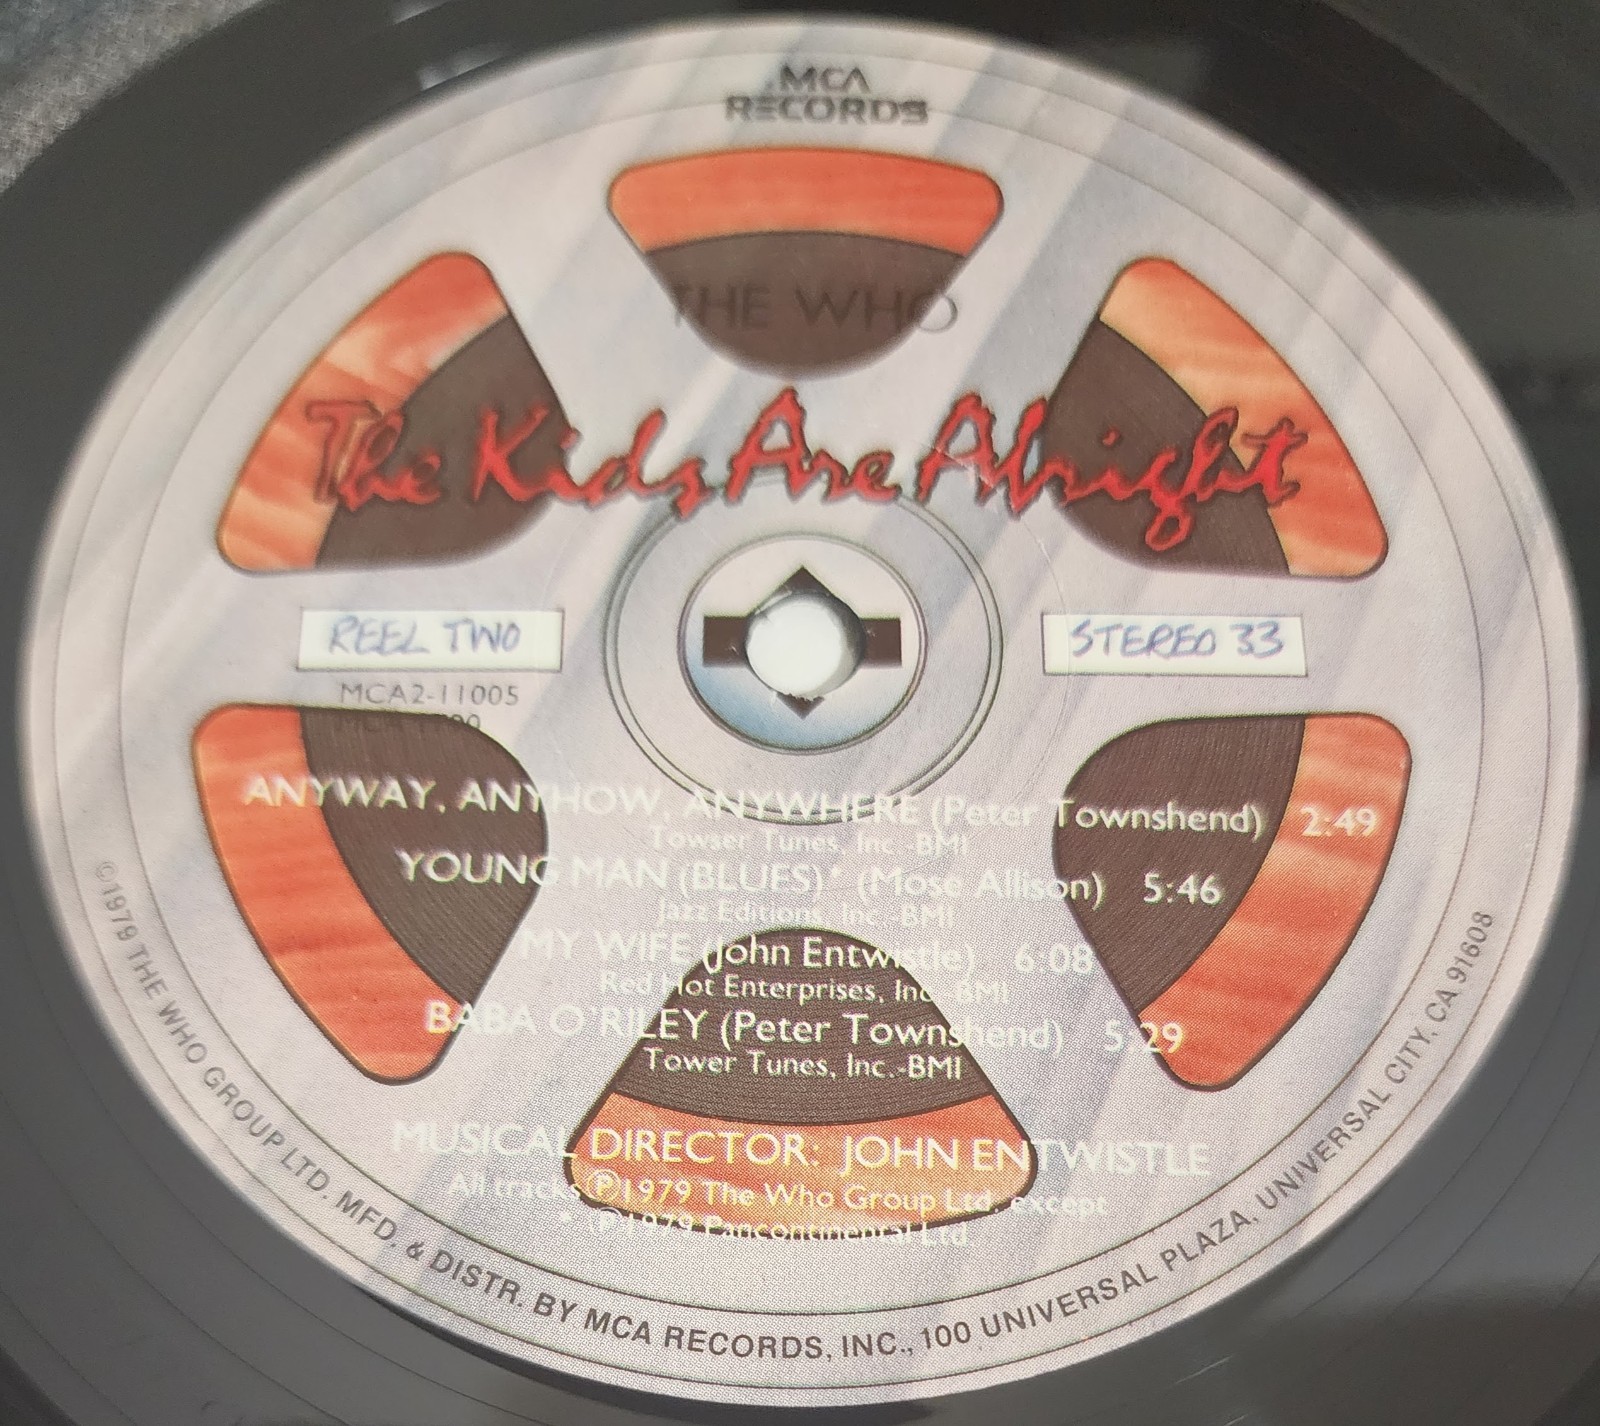 MCA
RECORDS
THE WHO
The Kids Are Alright
REEL TWO
STEREO 33
MCA2-11005
ANYWAY, ANYHOW, ANYWHERE (Peter Townshend) 2:49
Towser Tunes, Inc.-BMI
YOUNG MAN (BLUES)* (Mose Allison) 5:46
Jazz Editions, Inc.-BMI
MY WIFE (John Entwistle) 6:08
Red Hot Enterprises, Inc.-BMI
BABA O'RILEY (Peter Townshend) 5:29
Tower Tunes, Inc.-BMI
MUSICAL DIRECTOR: JOHN ENTWISTLE
All tracks ℗1979 The Who Group Ltd. except
* ℗1979 Pancontinental Ltd.
©1979 THE WHO GROUP LTD. MFD. & DISTR. BY MCA RECORDS, INC., 100 UNIVERSAL PLAZA, UNIVERSAL CITY, CA 91608